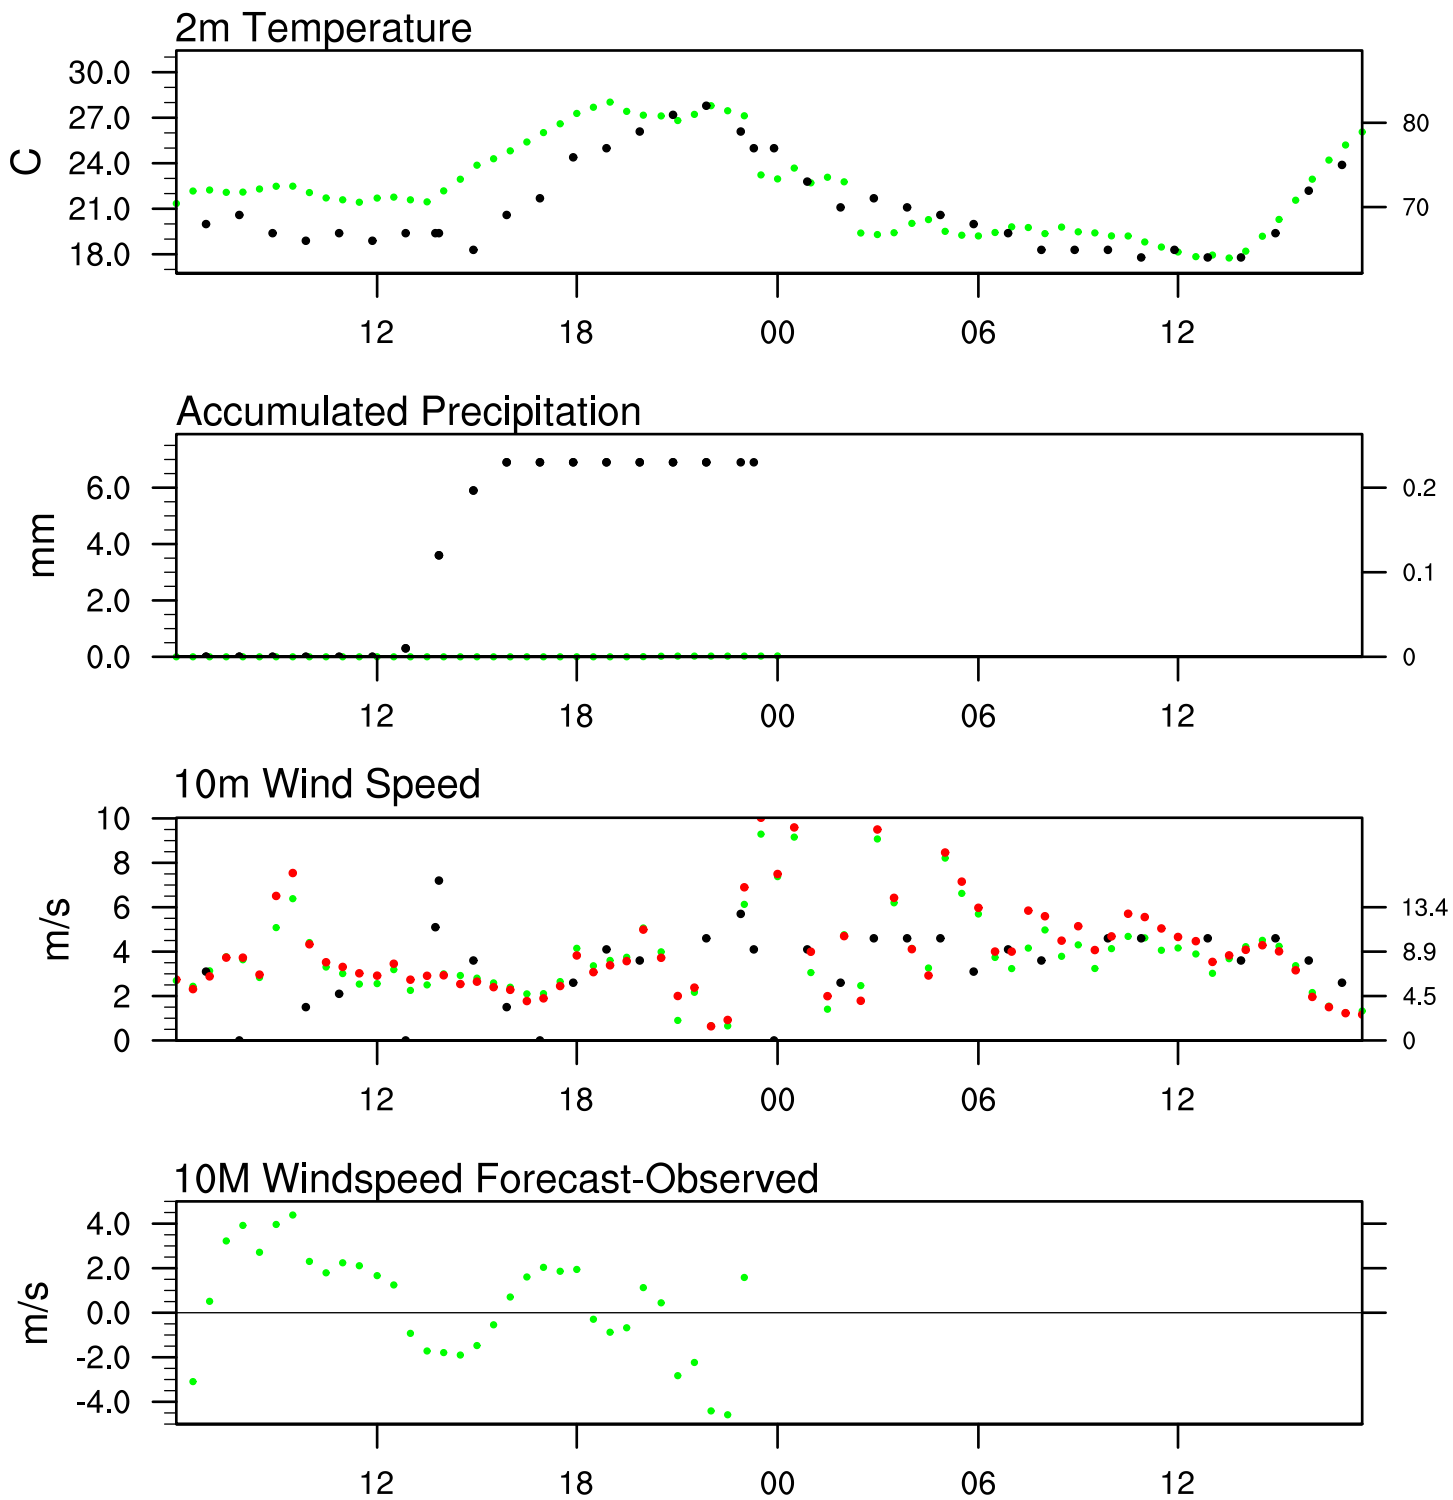 2m Temperature
30.0
27.0
24.0
21.0
18.0
C
80
70
12 18 00 06 12
Accumulated Precipitation
6.0
4.0
2.0
0.0
mm
0.2
0.1
0
12 18 00 06 12
10m Wind Speed
10
8
6
4
2
0
m/s
13.4
8.9
4.5
0
12 18 00 06 12
10M Windspeed Forecast-Observed
4.0
2.0
0.0
-2.0
-4.0
m/s
12 18 00 06 12